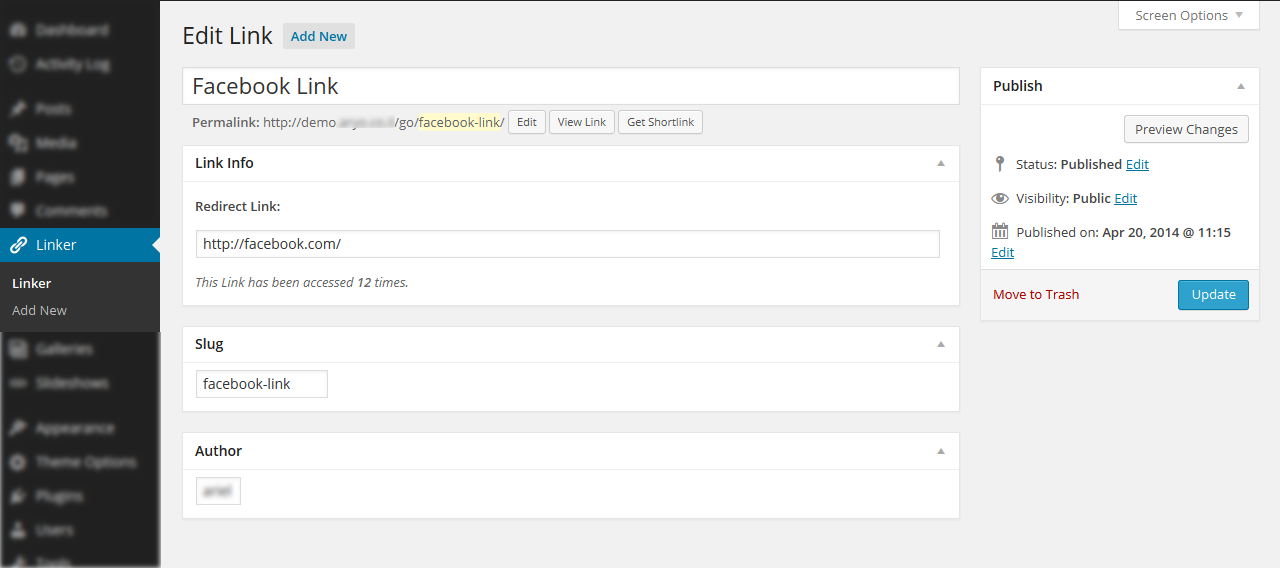 Dashboard
Activity Log
Posts
Media
Pages
Comments
Linker
Linker
Add New
Galleries
Slideshows
Appearance
Theme Options
Plugins
Users
Tools
Screen Options
Edit Link Add New
Facebook Link
Permalink: http://demo /go/facebook-link/ Edit View Link Get Shortlink
Link Info
Redirect Link:
http://facebook.com/
This Link has been accessed 12 times.
Slug
facebook-link
Author
Publish
Preview Changes
Status: Published Edit
Visibility: Public Edit
Published on: Apr 20, 2014 @ 11:15
Edit
Move to Trash Update